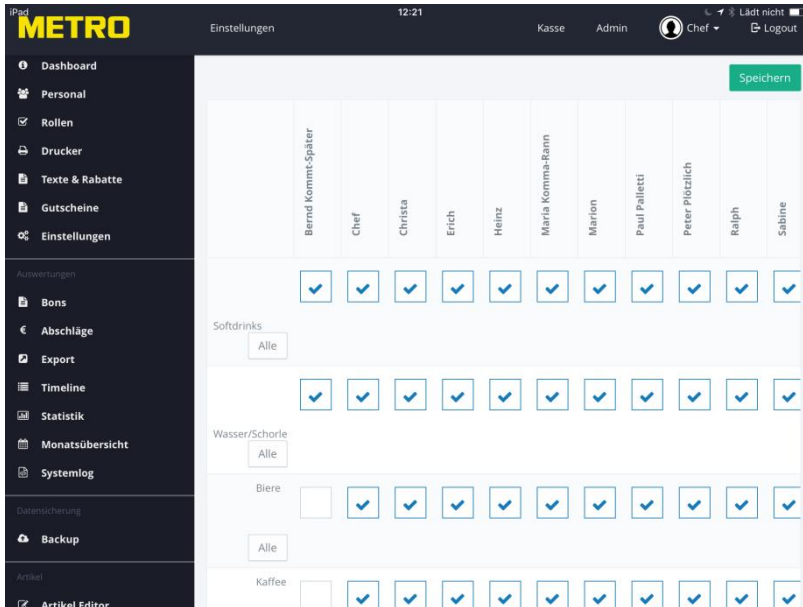 iPad
12:21
Lädt nicht
METRO
Einstellungen
Kasse
Admin
Chef
Logout
Dashboard
Personal
Rollen
Drucker
Texte & Rabatte
Gutscheine
Einstellungen
Auswertungen
Bons
Abschläge
Export
Timeline
Statistik
Monatsübersicht
Systemlog
Datensicherung
Backup
Artikel
Artikel Editor
Speichern
Bernd Kommt-Später
Chef
Christa
Erich
Heinz
Maria Komma-Rann
Marion
Paul Palletti
Peter Plötzlich
Ralph
Sabine
Softdrinks
Alle
Wasser/Schorle
Alle
Biere
Alle
Kaffee